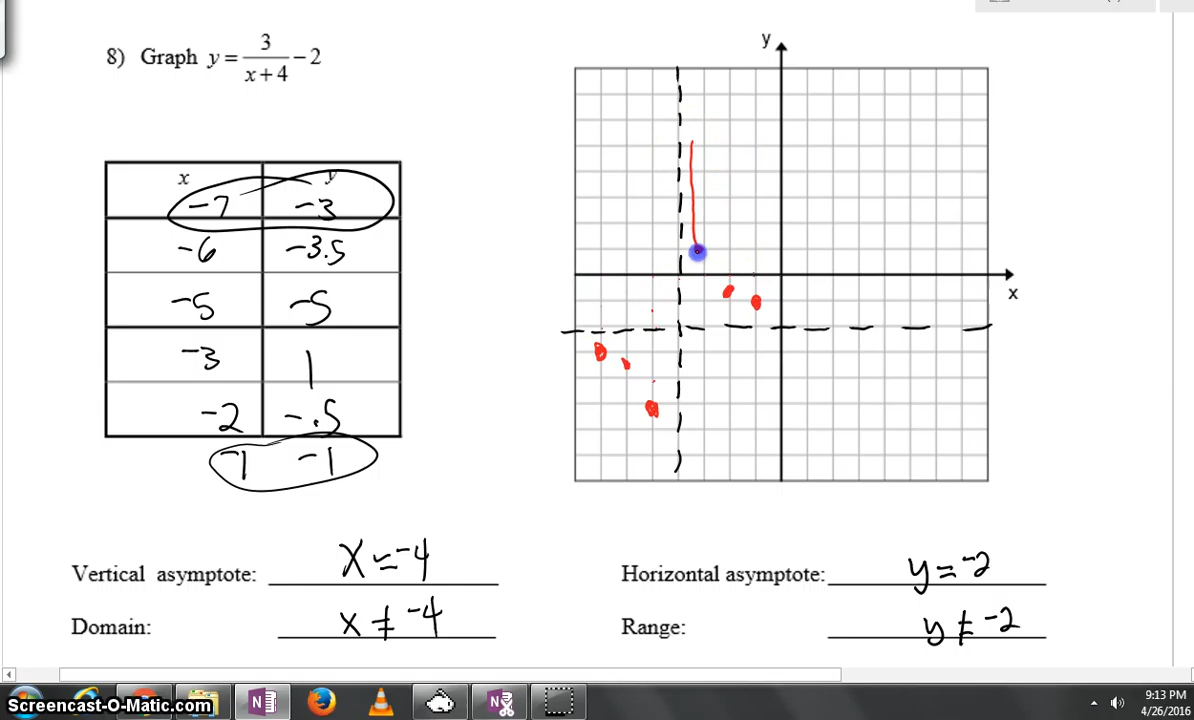 8) Graph y = 3/(x+4) − 2
y
x
x y
-7 -3
-6 -3.5
-5 -5
-3 1
-2 -.5
-1 -1
Vertical asymptote: x = -4
Horizontal asymptote: y = -2
Domain: x ≠ -4
Range: y ≠ -2
Screencast-O-Matic.com
9:13 PM
4/26/2016